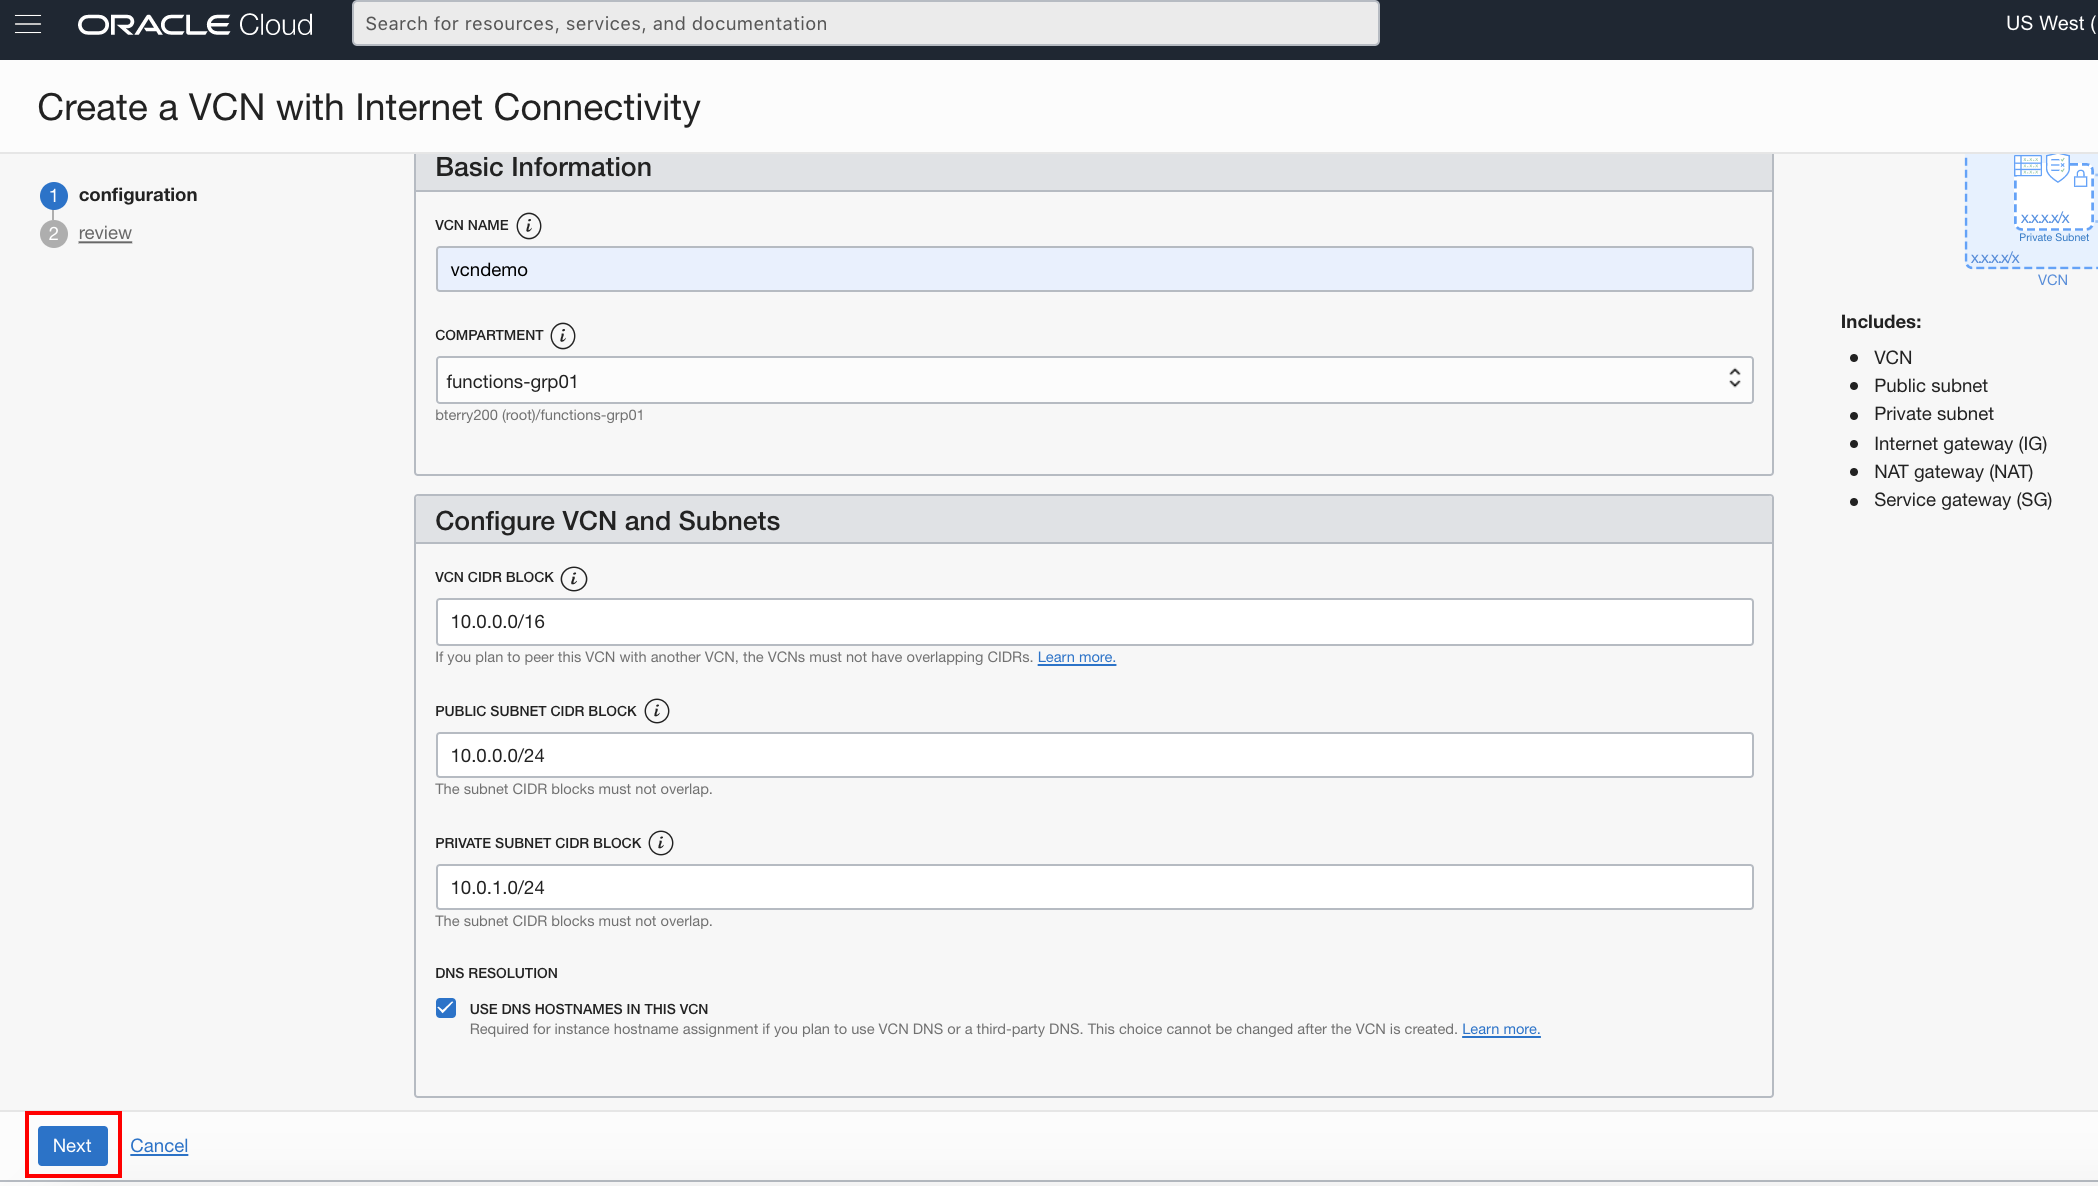 ORACLE Cloud
Search for resources, services, and documentation
US West (
Create a VCN with Internet Connectivity
1 configuration
2 review
Basic Information
VCN NAME i
vcndemo
COMPARTMENT i
functions-grp01
bterry200 (root)/functions-grp01
Configure VCN and Subnets
VCN CIDR BLOCK i
10.0.0.0/16
If you plan to peer this VCN with another VCN, the VCNs must not have overlapping CIDRs. Learn more.
PUBLIC SUBNET CIDR BLOCK i
10.0.0.0/24
The subnet CIDR blocks must not overlap.
PRIVATE SUBNET CIDR BLOCK i
10.0.1.0/24
The subnet CIDR blocks must not overlap.
DNS RESOLUTION
USE DNS HOSTNAMES IN THIS VCN
Required for instance hostname assignment if you plan to use VCN DNS or a third-party DNS. This choice cannot be changed after the VCN is created. Learn more.
x.x.x.x/x
Private Subnet
x.x.x.x/x
VCN
Includes:
VCN
Public subnet
Private subnet
Internet gateway (IG)
NAT gateway (NAT)
Service gateway (SG)
Next
Cancel